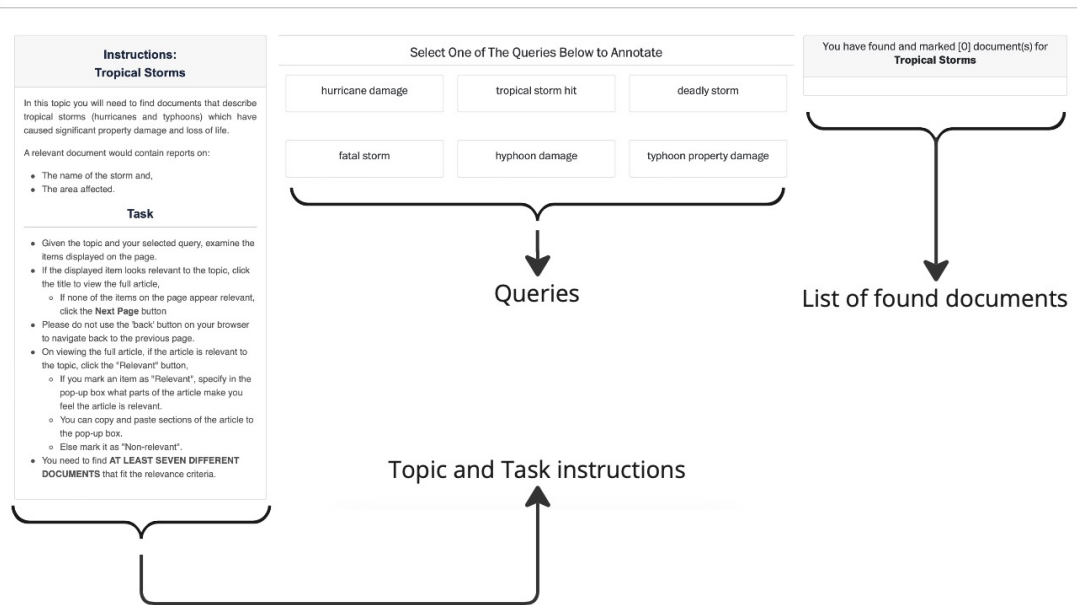 Instructions:
Tropical Storms
In this topic you will need to find documents that describe
tropical storms (hurricanes and typhoons) which have
caused significant property damage and loss of life.
A relevant document would contain reports on:
The name of the storm and,
The area affected.
Task
Given the topic and your selected query, examine the
items displayed on the page.
If the displayed item looks relevant to the topic, click
the title to view the full article,
If none of the items on the page appear relevant,
click the Next Page button
Please do not use the 'back' button on your browser
to navigate back to the previous page.
On viewing the full article, if the article is relevant to
the topic, click the "Relevant" button,
If you mark an item as "Relevant", specify in the
pop-up box what parts of the article make you
feel the article is relevant.
You can copy and paste sections of the article to
the pop-up box.
Else mark it as "Non-relevant".
You need to find AT LEAST SEVEN DIFFERENT
DOCUMENTS that fit the relevance criteria.
Select One of The Queries Below to Annotate
hurricane damage
tropical storm hit
deadly storm
fatal storm
hyphoon damage
typhoon property damage
Queries
You have found and marked [0] document(s) for
Tropical Storms
List of found documents
Topic and Task instructions